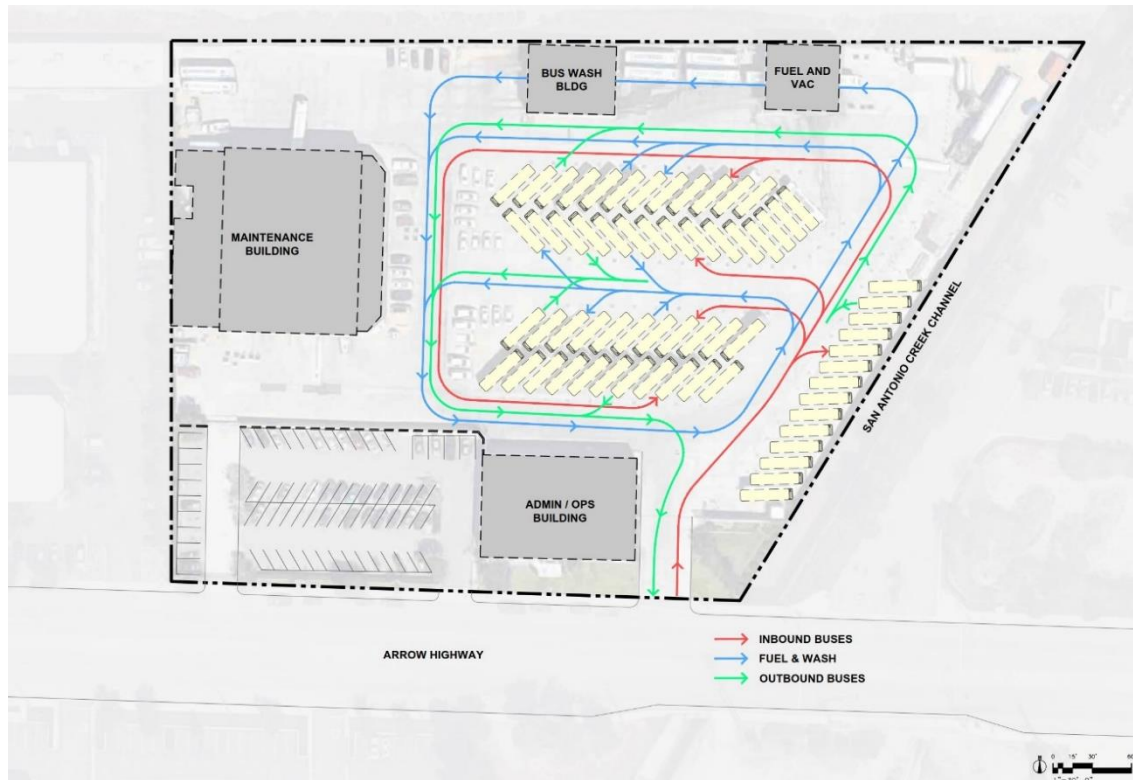 BUS WASH
BLDG
FUEL AND
VAC
MAINTENANCE
BUILDING
SAN ANTONIO CREEK CHANNEL
ADMIN / OPS
BUILDING
ARROW HIGHWAY
INBOUND BUSES
FUEL & WASH
OUTBOUND BUSES
0 15' 30' 60